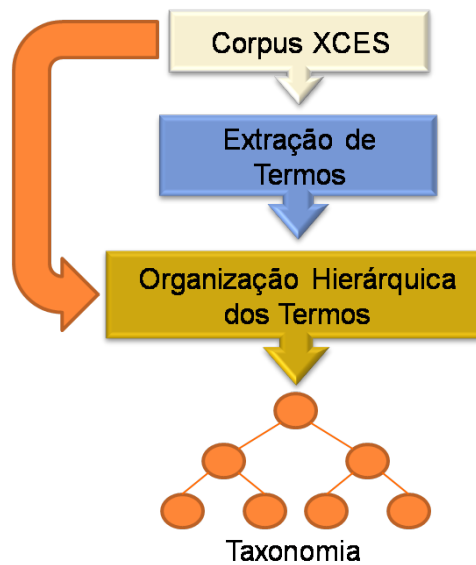 Corpus XCES
Extração de
Termos
Organização Hierárquica
dos Termos
Taxonomia